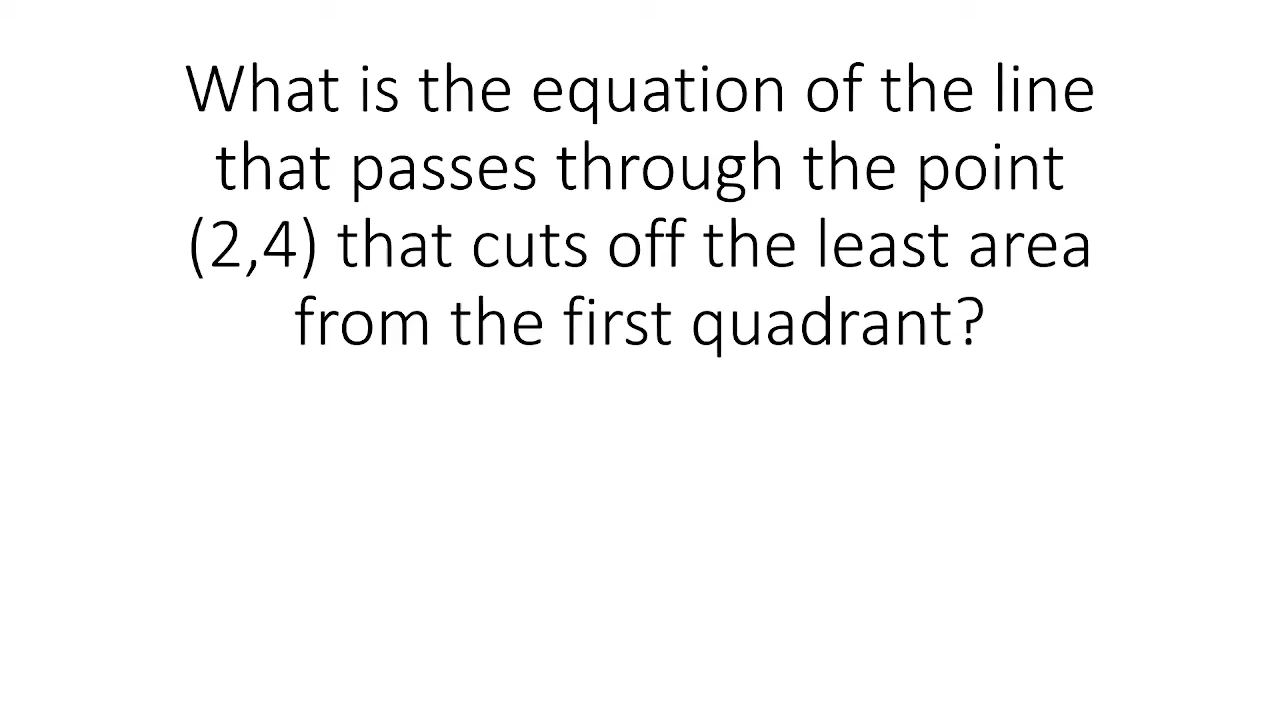 What is the equation of the line
that passes through the point
(2,4) that cuts off the least area
from the first quadrant?